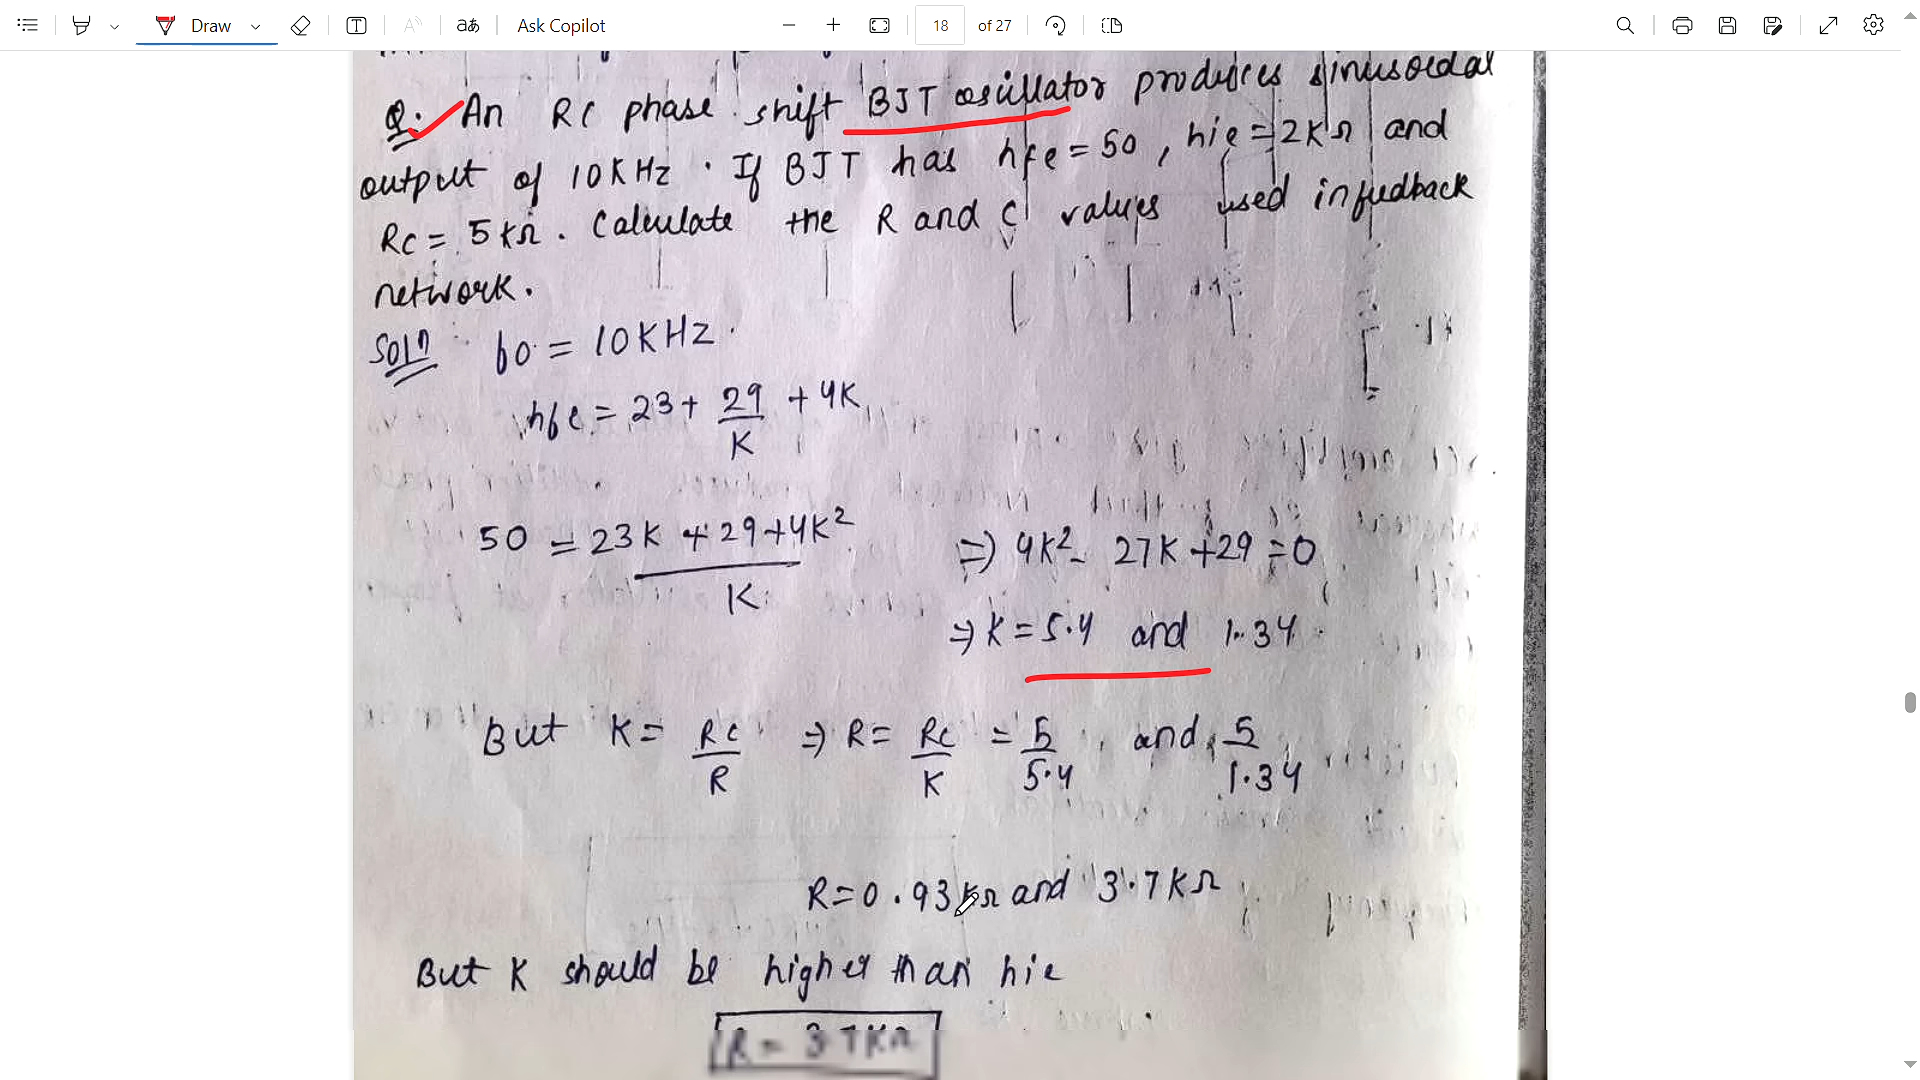 Draw
Ask Copilot
18 of 27
Q. An RC phase shift BJT oscillator produces sinusoidal
output of 10KHz. If BJT has hfe = 50, hie = 2KΩ and
Rc = 5KΩ. Calculate the R and C values used in feedback
network.
Soln fo = 10KHz.
hfe = 23 + 29/K + 4K
50 = 23K + 29 + 4K² / K ⇒ 4K² - 27K + 29 = 0
⇒ K = 5.4 and 1.34
But K = Rc/R ⇒ R = Rc/K = 5/5.4 and 5/1.34
R = 0.93KΩ and 3.7KΩ
But K should be higher than hie
R = 3.7KΩ